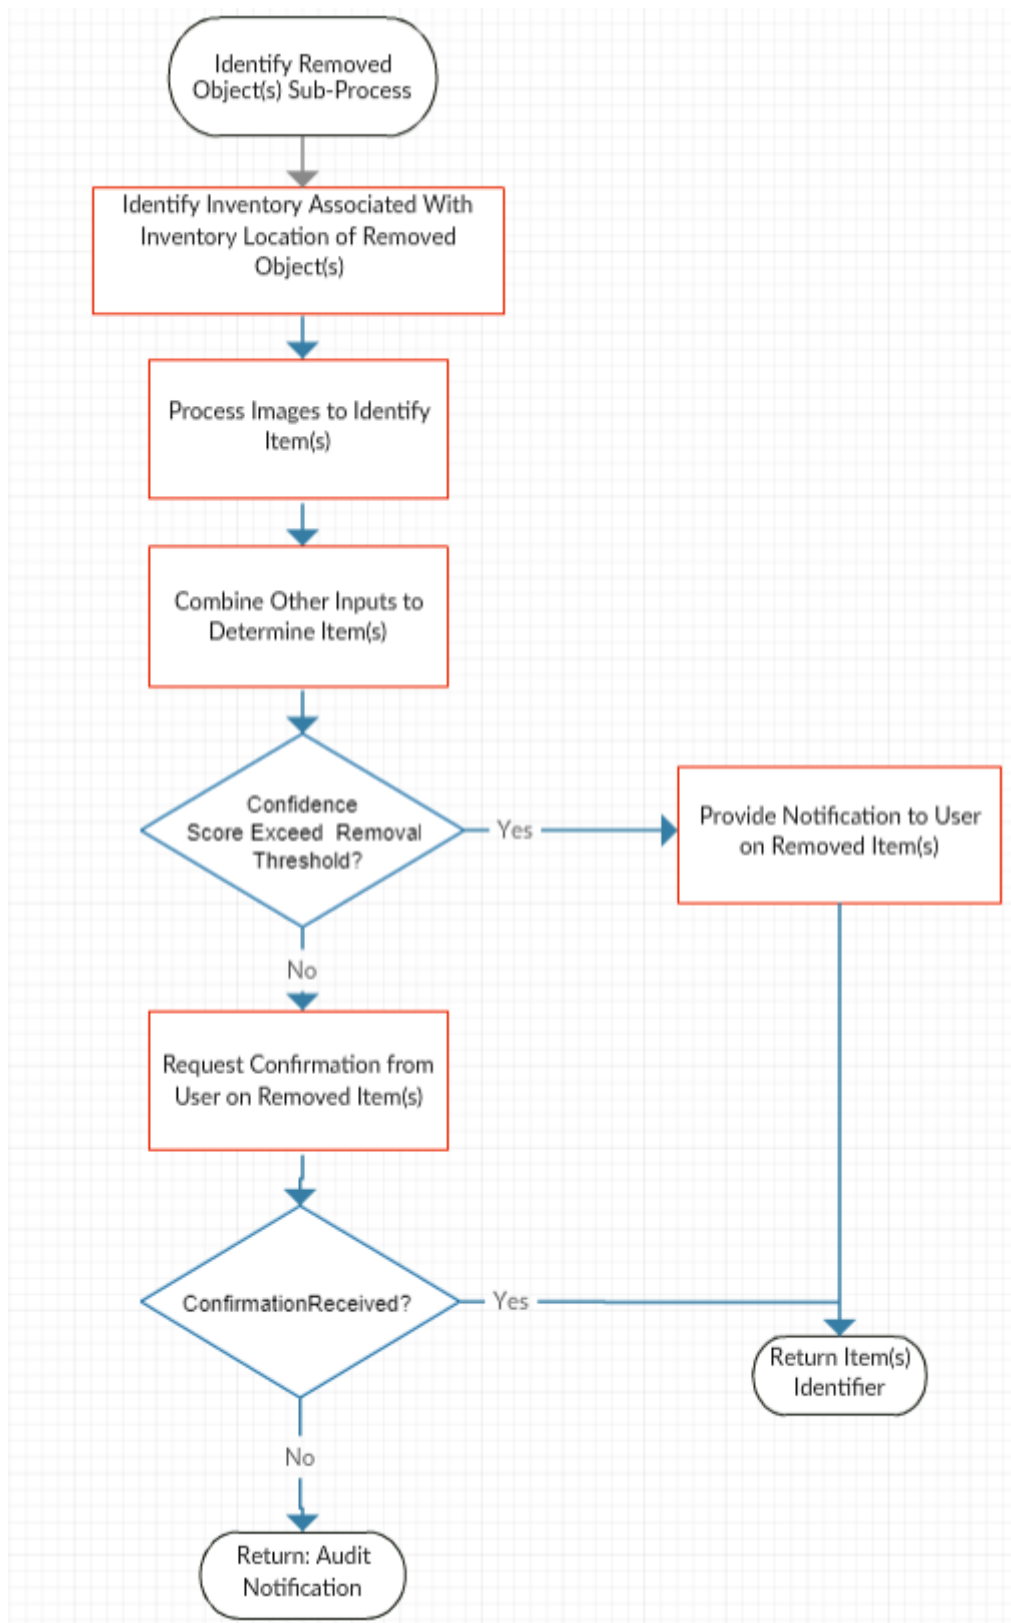 Identify Removed
Object(s) Sub-Process
Identify Inventory Associated With
Inventory Location of Removed
Object(s)
Process Images to Identify
Item(s)
Combine Other Inputs to
Determine Item(s)
Confidence
Score Exceed Removal
Threshold?
Yes
Provide Notification to User
on Removed Item(s)
No
Request Confirmation from
User on Removed Item(s)
ConfirmationReceived?
Yes
Return Item(s)
Identifier
No
Return: Audit
Notification